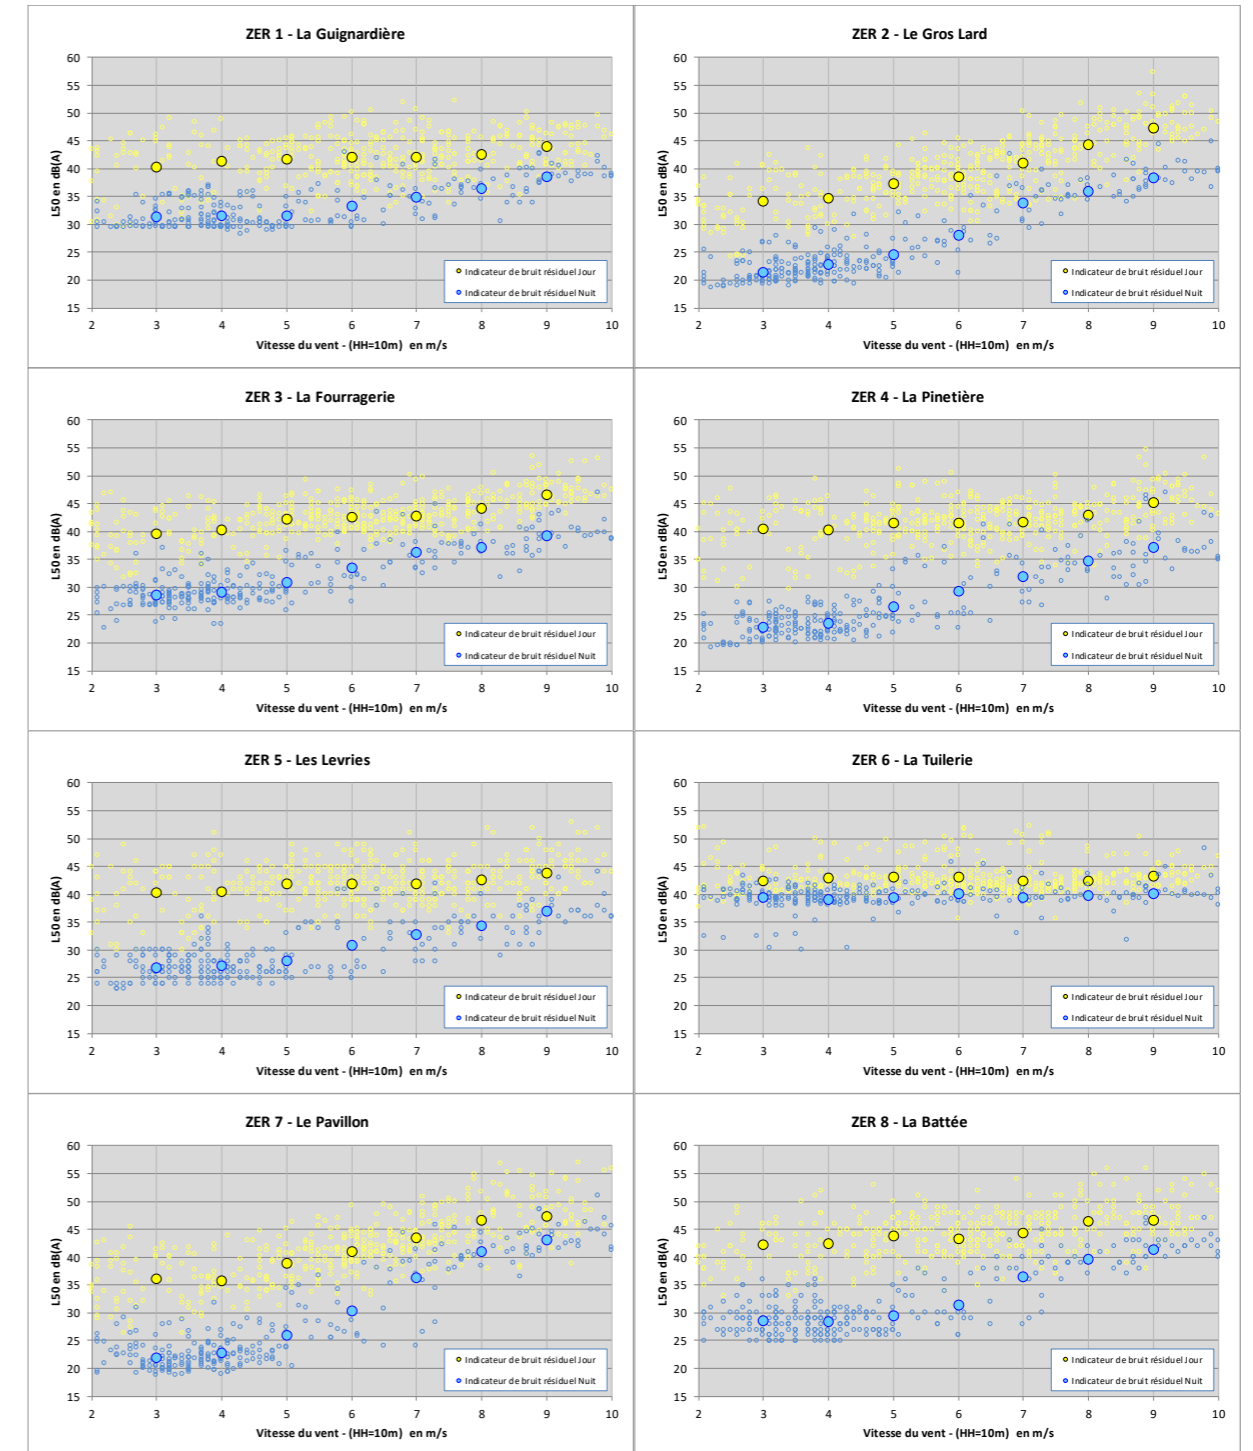 ZER 1 - La Guignardière
L50 en dB(A)
60
55
50
45
40
35
30
25
20
15
Indicateur de bruit résiduel Jour
Indicateur de bruit résiduel Nuit
2 3 4 5 6 7 8 9 10
Vitesse du vent - (HH=10m) en m/s
ZER 2 - Le Gros Lard
L50 en dB(A)
60
55
50
45
40
35
30
25
20
15
Indicateur de bruit résiduel Jour
Indicateur de bruit résiduel Nuit
2 3 4 5 6 7 8 9 10
Vitesse du vent - (HH=10m) en m/s
ZER 3 - La Fourragerie
L50 en dB(A)
60
55
50
45
40
35
30
25
20
15
Indicateur de bruit résiduel Jour
Indicateur de bruit résiduel Nuit
2 3 4 5 6 7 8 9 10
Vitesse du vent - (HH=10m) en m/s
ZER 4 - La Pinetière
L50 en dB(A)
60
55
50
45
40
35
30
25
20
15
Indicateur de bruit résiduel Jour
Indicateur de bruit résiduel Nuit
2 3 4 5 6 7 8 9 10
Vitesse du vent - (HH=10m) en m/s
ZER 5 - Les Levries
L50 en dB(A)
60
55
50
45
40
35
30
25
20
15
Indicateur de bruit résiduel Jour
Indicateur de bruit résiduel Nuit
2 3 4 5 6 7 8 9 10
Vitesse du vent - (HH=10m) en m/s
ZER 6 - La Tuilerie
L50 en dB(A)
60
55
50
45
40
35
30
25
20
15
Indicateur de bruit résiduel Jour
Indicateur de bruit résiduel Nuit
2 3 4 5 6 7 8 9 10
Vitesse du vent - (HH=10m) en m/s
ZER 7 - Le Pavillon
L50 en dB(A)
60
55
50
45
40
35
30
25
20
15
Indicateur de bruit résiduel Jour
Indicateur de bruit résiduel Nuit
2 3 4 5 6 7 8 9 10
Vitesse du vent - (HH=10m) en m/s
ZER 8 - La Battée
L50 en dB(A)
60
55
50
45
40
35
30
25
20
15
Indicateur de bruit résiduel Jour
Indicateur de bruit résiduel Nuit
2 3 4 5 6 7 8 9 10
Vitesse du vent - (HH=10m) en m/s